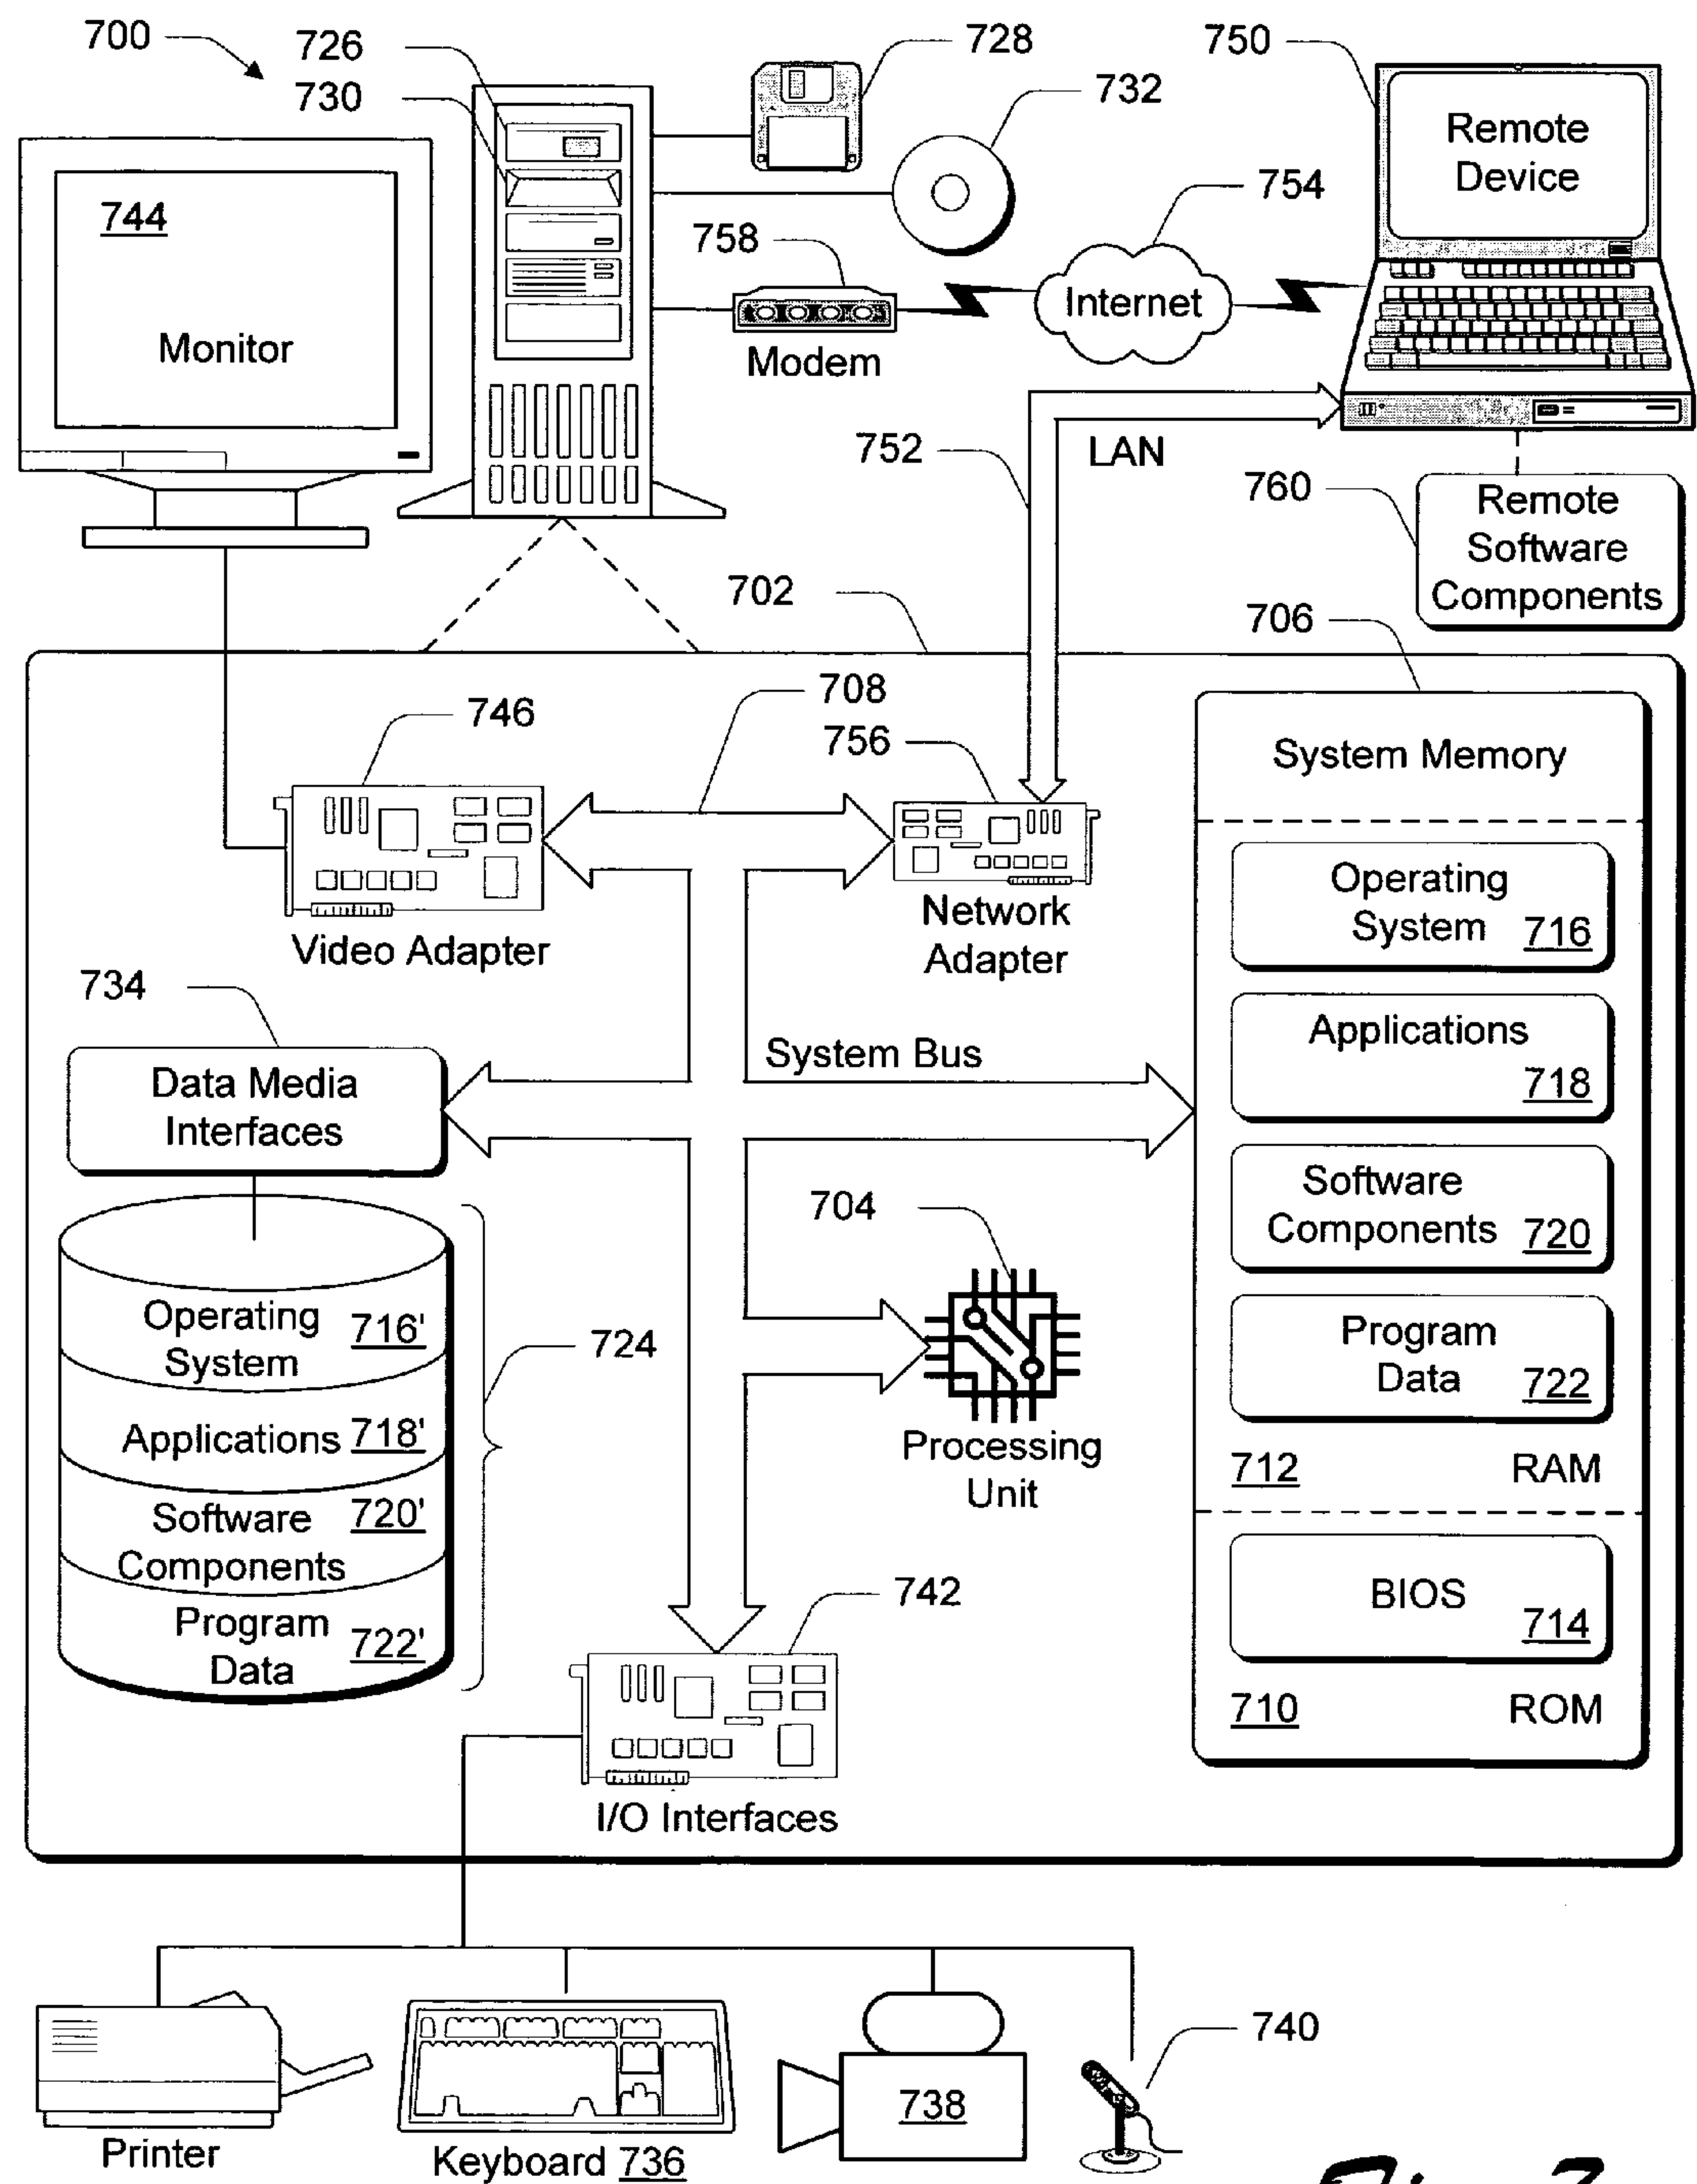 700
726
730
728
732
750
Remote
Device
744
Monitor
758
Modem
754
Internet
752
LAN
760
Remote
Software
Components
702
706
708
746
756
Video Adapter
Network
Adapter
System Memory
Operating
System 716
Applications
718
Software
Components 720
Program
Data 722
712 RAM
BIOS
714
710 ROM
734
Data Media
Interfaces
System Bus
704
Processing
Unit
Operating
System 716'
Applications 718'
Software
Components 720'
Program
Data 722'
724
742
I/O Interfaces
Printer
Keyboard 736
738
740